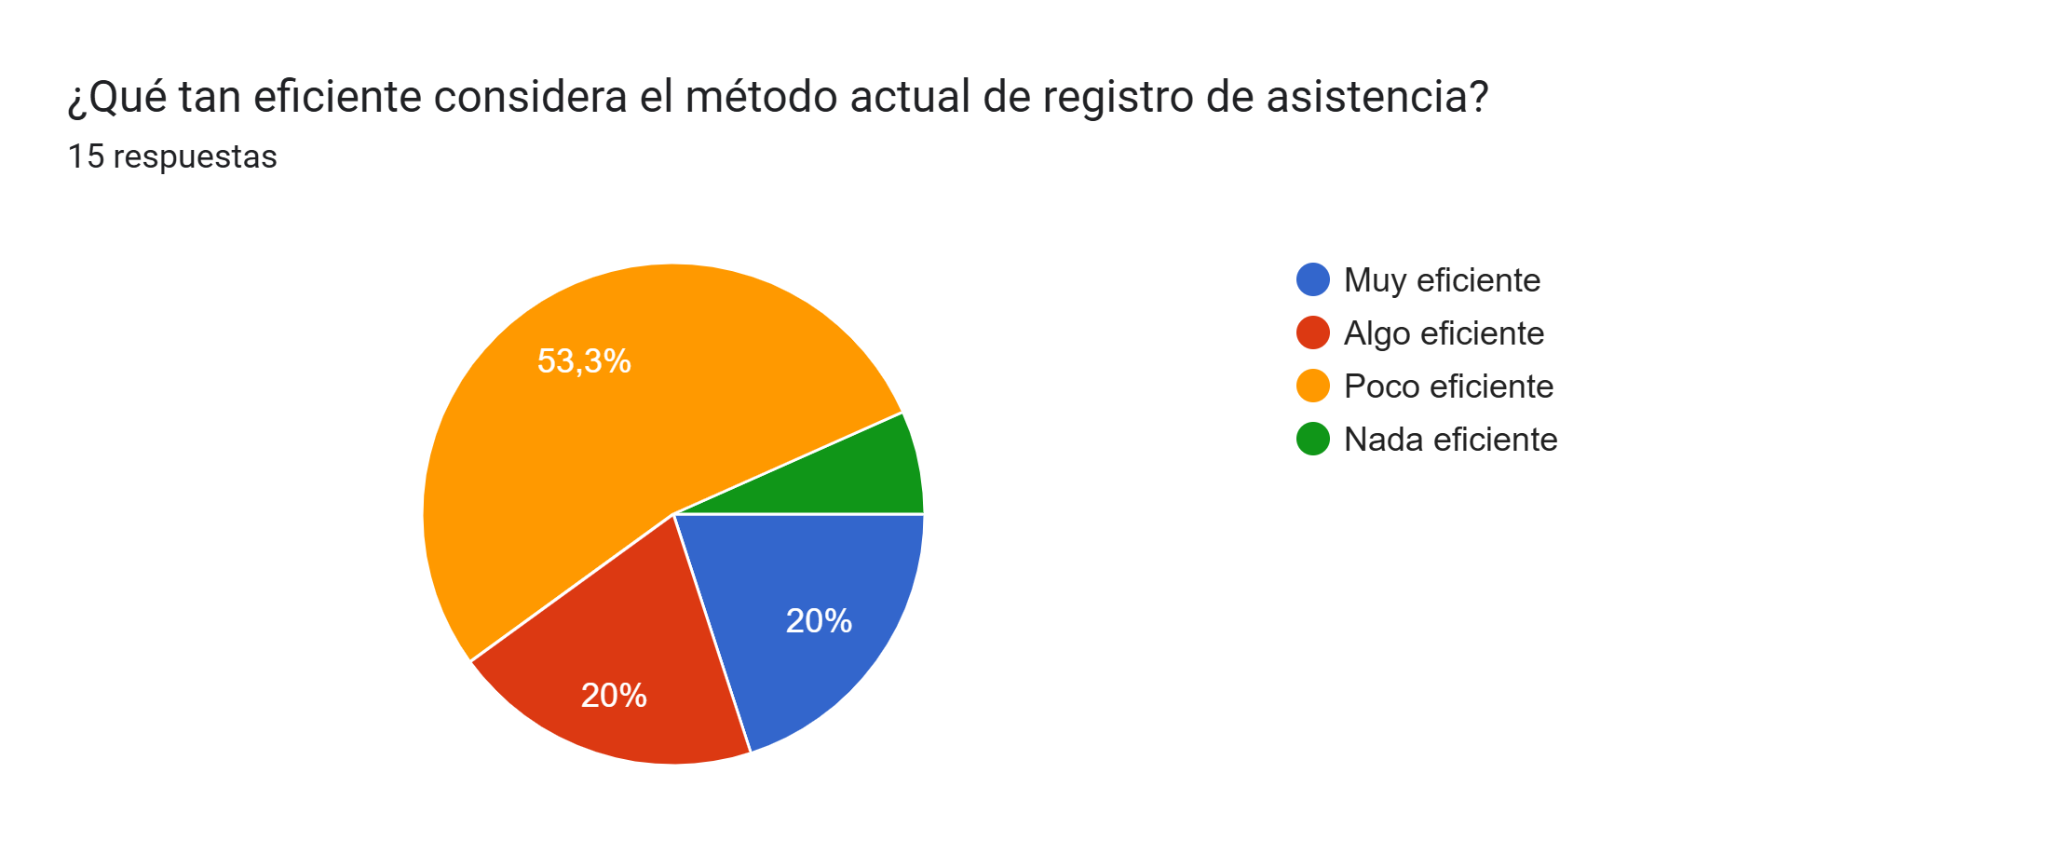 ¿Qué tan eficiente considera el método actual de registro de asistencia?
15 respuestas
53,3%
20%
20%
Muy eficiente
Algo eficiente
Poco eficiente
Nada eficiente